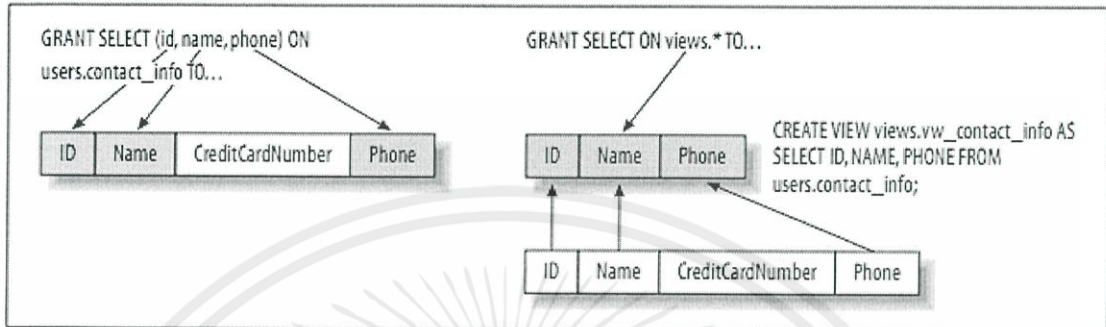 GRANT SELECT (id, name, phone) ON
users.contact_info TO...
ID Name CreditCardNumber Phone
GRANT SELECT ON views.* TO...
ID Name Phone
CREATE VIEW views.vw_contact_info AS
SELECT ID, NAME, PHONE FROM
users.contact_info;
ID Name CreditCardNumber Phone